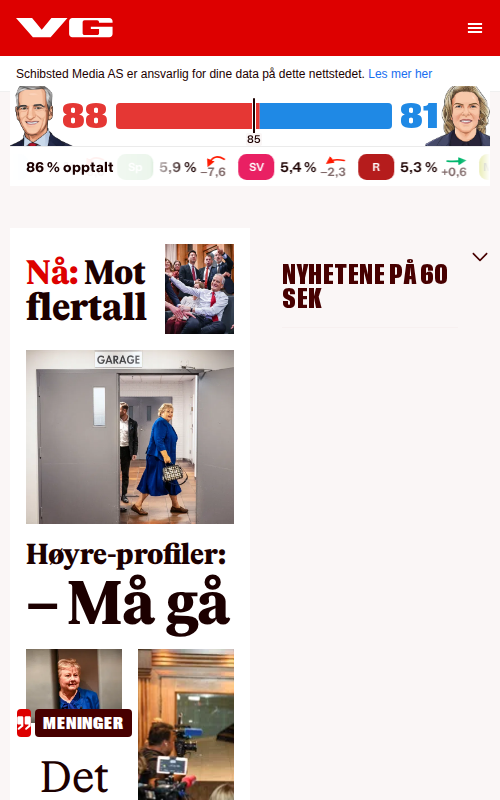 VG
Schibsted Media AS er ansvarlig for dine data på dette nettstedet. Les mer her
88
81
85
86 % opptalt Sp 5,9 % −7,6 SV 5,4 % −2,3 R 5,3 % +0,6
Nå: Mot
flertall
NYHETENE PÅ 60
SEK
GARAGE
Høyre-profiler:
– Må gå
MENINGER
Det